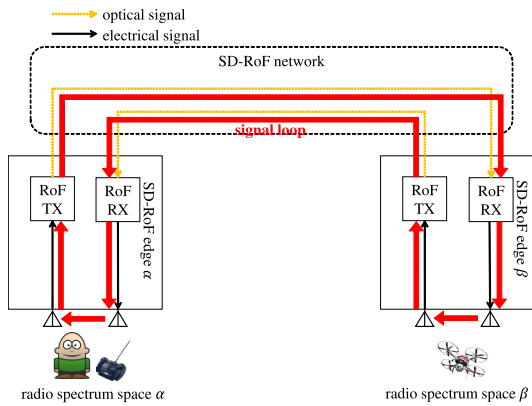 optical signal
electrical signal
SD-RoF network
signal loop
RoF
TX
RoF
RX
SD-RoF edge α
RoF
TX
RoF
RX
SD-RoF edge β
radio spectrum space α
radio spectrum space β